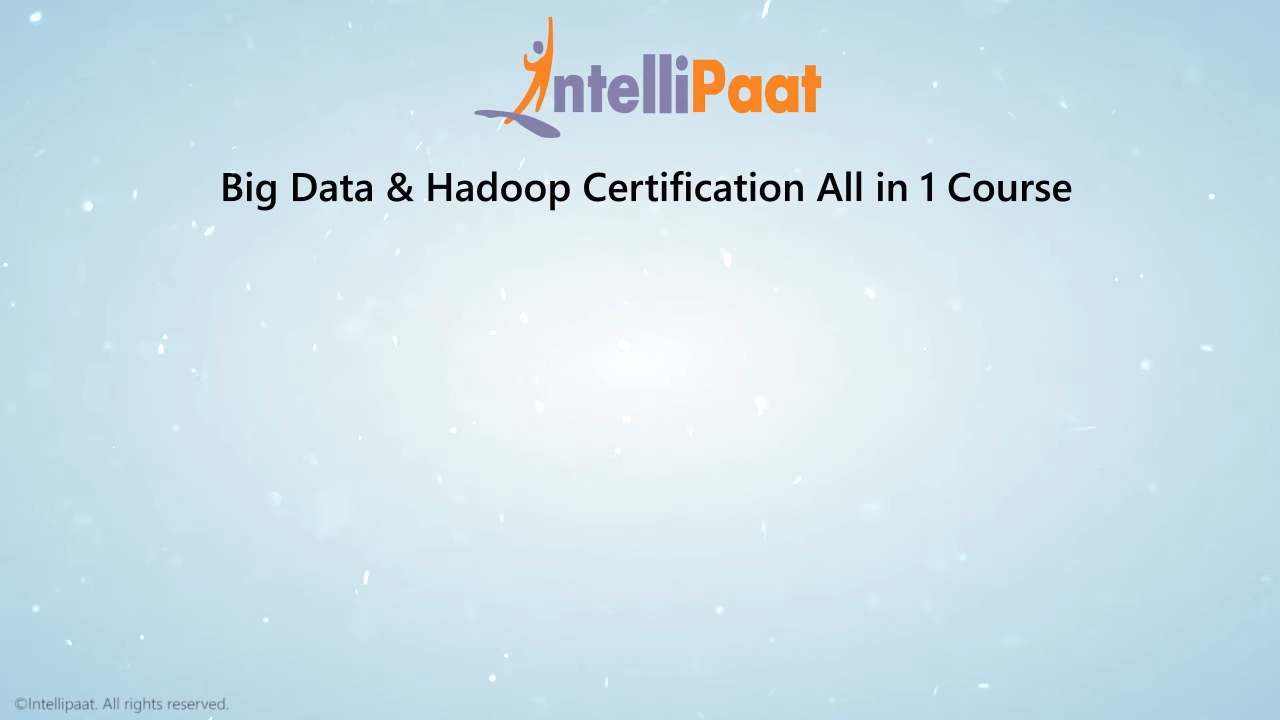 IntelliPaat
Big Data & Hadoop Certification All in 1 Course
©Intellipaat. All rights reserved.